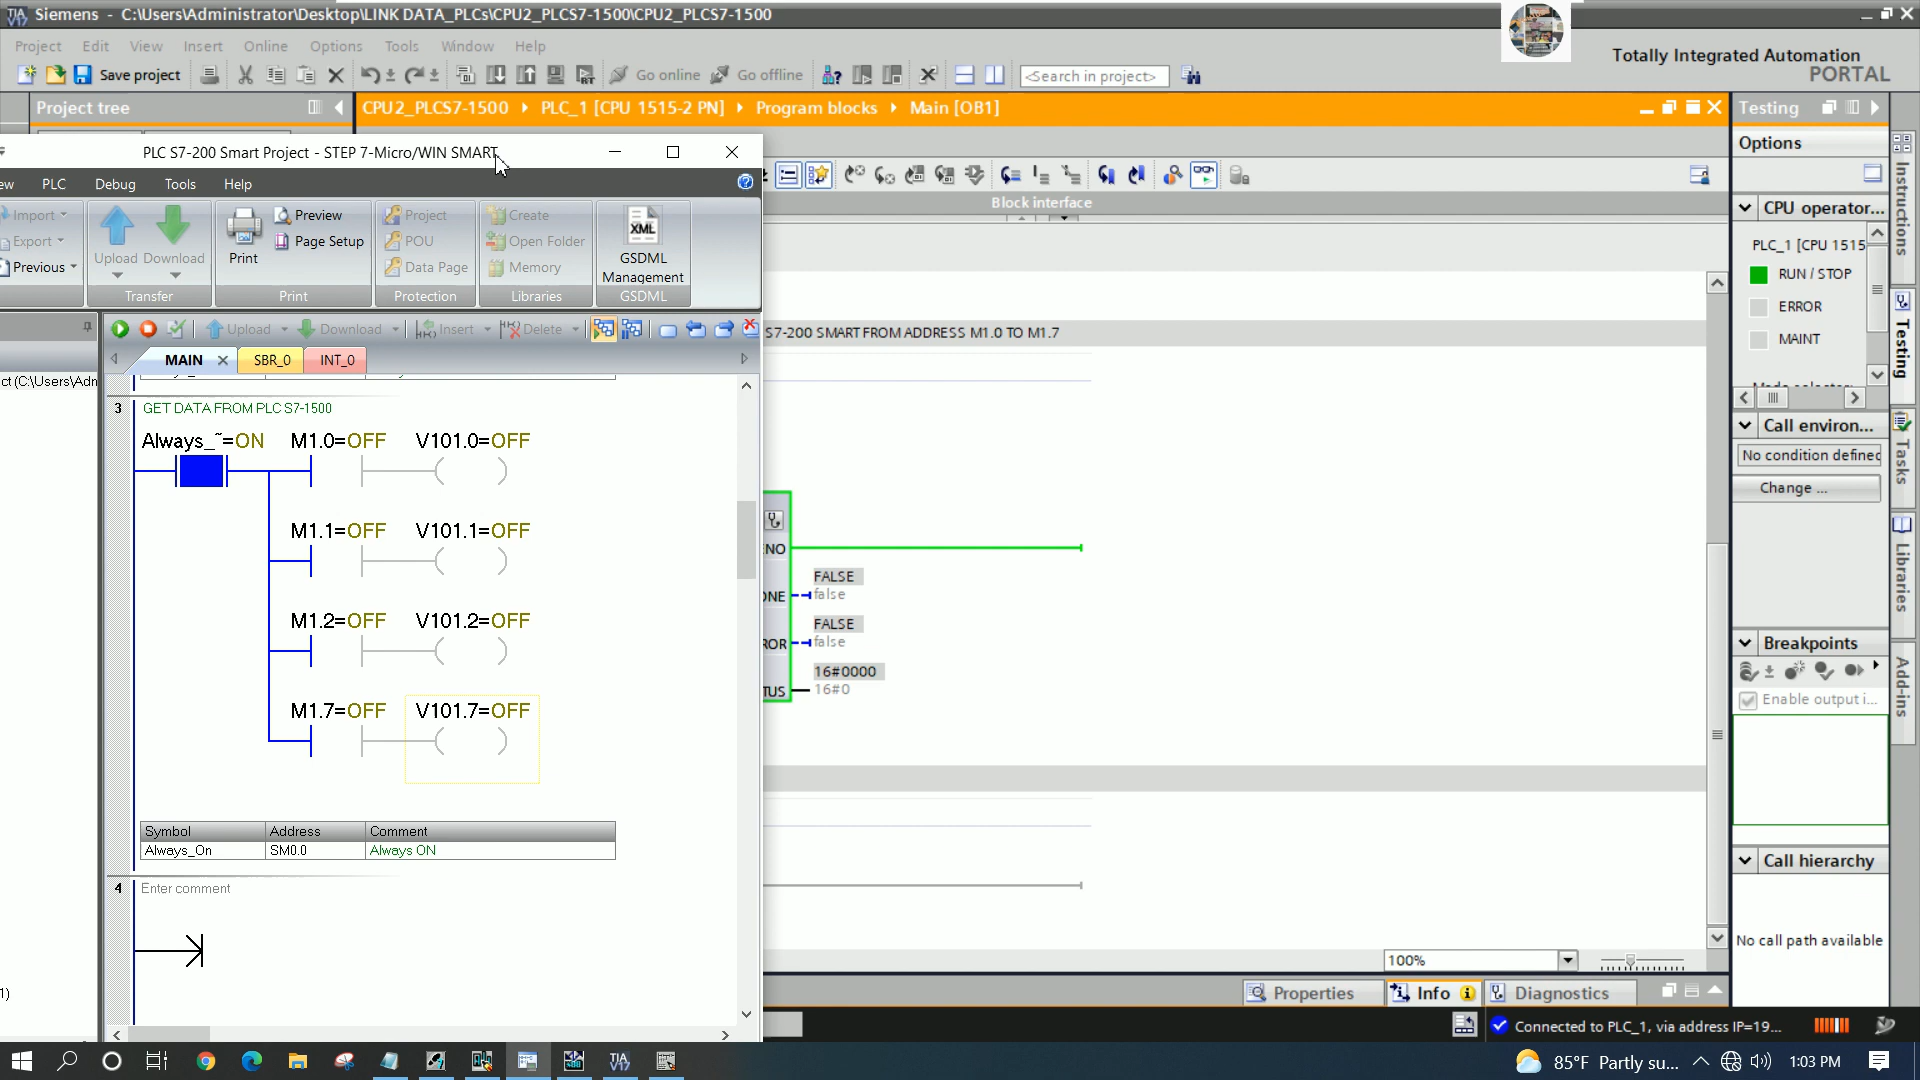 Siemens - C:\Users\Administrator\Desktop\LINK DATA_PLCs\CPU2_PLCS7-1500\CPU2_PLCS7-1500
Project Edit View Insert Online Options Tools Window Help
Totally Integrated Automation
PORTAL
Save project
Go online
Go offline
<Search in project>
Project tree
CPU2_PLCS7-1500 PLC_1 [CPU 1515-2 PN] Program blocks Main [OB1]
Testing
PLC S7-200 Smart Project - STEP 7-Micro/WIN SMART
ew PLC Debug Tools Help
Import
Export
Previous
Upload Download
Transfer
Print
Preview
Page Setup
Print
Project
POU
Data Page
Protection
Create
Open Folder
Memory
Libraries
XML
GSDML
Management
GSDML
Upload Download Insert Delete
MAIN SBR_0 INT_0
ct (C:\Users\Adn
3 GET DATA FROM PLC S7-1500
Always_~=ON M1.0=OFF V101.0=OFF
M1.1=OFF V101.1=OFF
M1.2=OFF V101.2=OFF
M1.7=OFF V101.7=OFF
Symbol Address Comment
Always_On SM0.0 Always ON
4 Enter comment
1)
Block interface
S7-200 SMART FROM ADDRESS M1.0 TO M1.7
ENO
FALSE
ONE false
FALSE
ROR false
16#0000
TUS 16#0
100%
Properties Info Diagnostics
Options
CPU operator...
PLC_1 [CPU 1515
RUN / STOP
ERROR
MAINT
Call environ...
No condition defined
Change ...
Breakpoints
Enable output i...
Call hierarchy
No call path available
Instructions
Testing
Tasks
Libraries
Add-ins
Connected to PLC_1, via address IP=19...
85°F Partly su...
1:03 PM